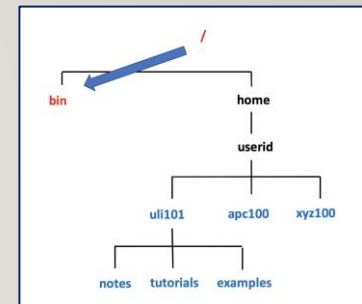 /
bin home
userid
uli101 apc100 xyz100
notes tutorials examples